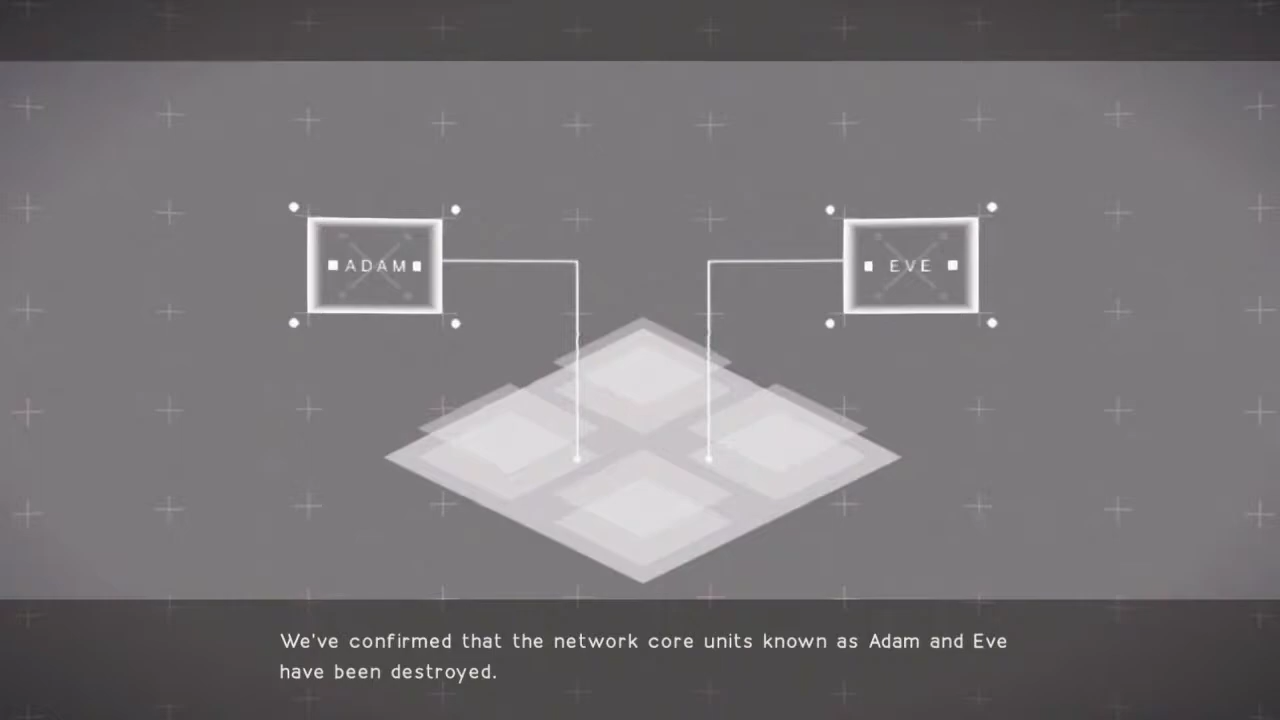 ADAM
EVE
We've confirmed that the network core units known as Adam and Eve
have been destroyed.